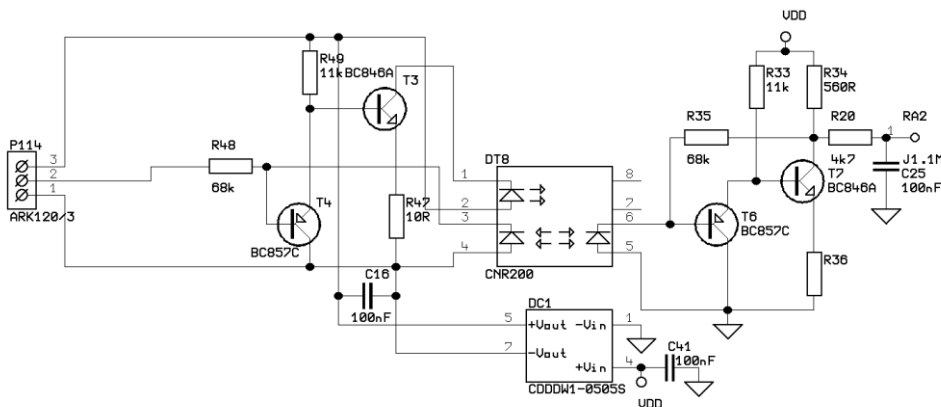 VDD
R49
11k
BC846A
T3
R33
11k
R34
560R
R35
68k
R20
4k7
RA2
1
P114
3
2
1
ARK120/3
R48
68k
DT8
1
2
3
4
8
7
6
5
CNR200
J1.1M
C25
100nF
T7
BC846A
T4
BC857C
R47
10R
T6
BC857C
R36
C16
100nF
DC1
5
+Vout
-Vin
1
7
-Vout
+Vin
4
CDDDW1-0505S
C41
100nF
VDD